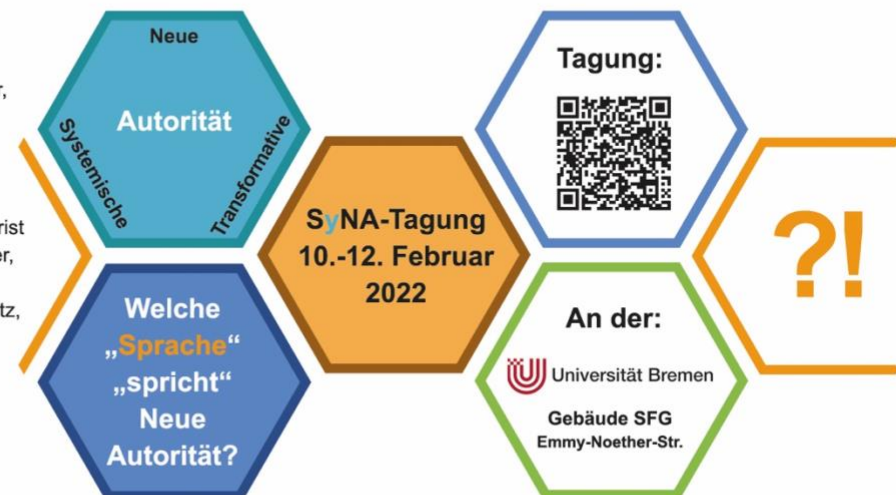 Neue
Autorität
Systemische
Transformative
Welche
„Sprache“
„spricht“
Neue
Autorität?
SyNA-Tagung
10.-12. Februar
2022
Tagung:
An der:
Universität Bremen
Gebäude SFG
Emmy-Noether-Str.
?!